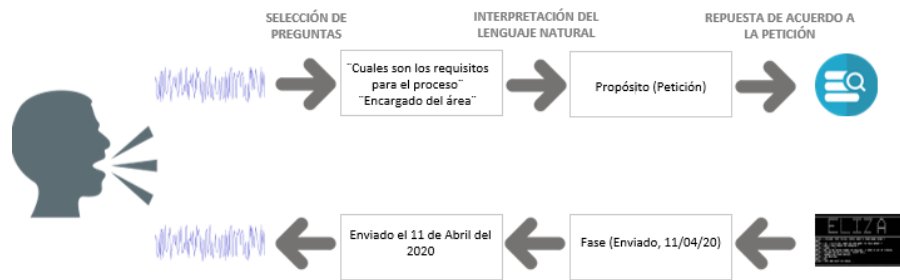 SELECCIÓN DE
PREGUNTAS
INTERPRETACIÓN DEL
LENGUAJE NATURAL
REPUESTA DE ACUERDO A
LA PETICIÓN
¨Cuales son los requisitos
para el proceso¨
¨Encargado del área¨
Propósito (Petición)
Enviado el 11 de Abril del
2020
Fase (Enviado, 11/04/20)
ELIZA